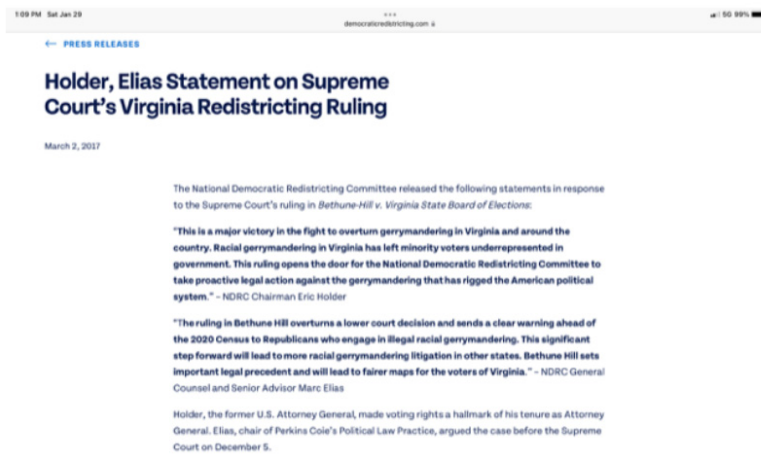 1:09 PM Sat Jan 29
democraticredistricting.com
5G 99%
← PRESS RELEASES
Holder, Elias Statement on Supreme
Court's Virginia Redistricting Ruling
March 2, 2017
The National Democratic Redistricting Committee released the following statements in response
to the Supreme Court's ruling in Bethune-Hill v. Virginia State Board of Elections:
"This is a major victory in the fight to overturn gerrymandering in Virginia and around the
country. Racial gerrymandering in Virginia has left minority voters underrepresented in
government. This ruling opens the door for the National Democratic Redistricting Committee to
take proactive legal action against the gerrymandering that has rigged the American political
system." – NDRC Chairman Eric Holder
"The ruling in Bethune Hill overturns a lower court decision and sends a clear warning ahead of
the 2020 Census to Republicans who engage in illegal racial gerrymandering. This significant
step forward will lead to more racial gerrymandering litigation in other states. Bethune Hill sets
important legal precedent and will lead to fairer maps for the voters of Virginia." – NDRC General
Counsel and Senior Advisor Marc Elias
Holder, the former U.S. Attorney General, made voting rights a hallmark of his tenure as Attorney
General. Elias, chair of Perkins Coie's Political Law Practice, argued the case before the Supreme
Court on December 5.